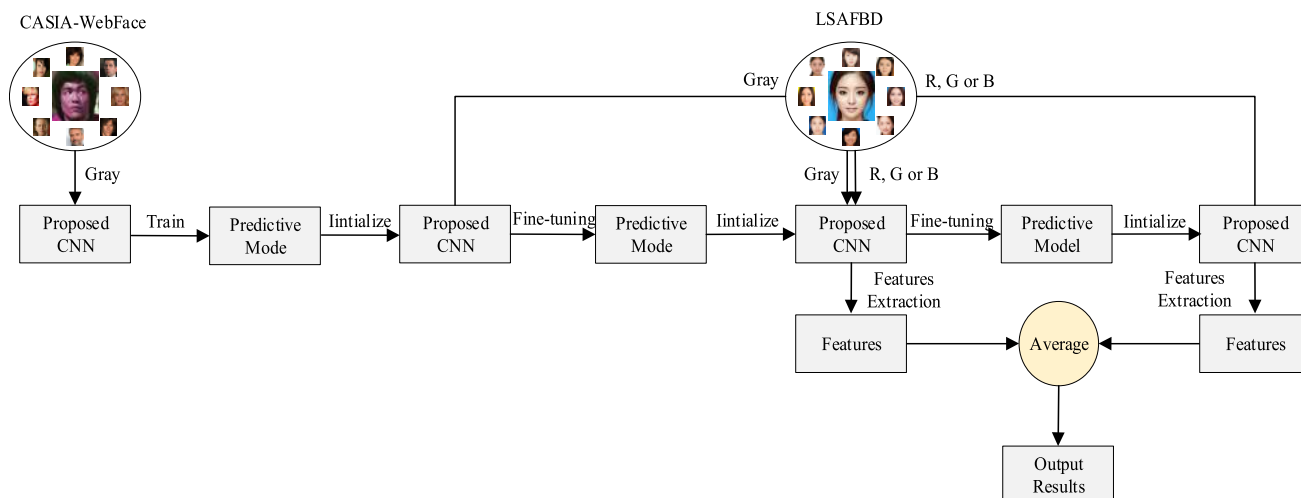 CASIA-WebFace
LSAFBD
Gray
R, G or B
Gray
Gray
R, G or B
Proposed
CNN
Train
Predictive
Mode
Iintialize
Proposed
CNN
Fine-tuning
Predictive
Mode
Iintialize
Proposed
CNN
Fine-tuning
Predictive
Model
Iintialize
Proposed
CNN
Features
Extraction
Features
Extraction
Features
Average
Features
Output
Results